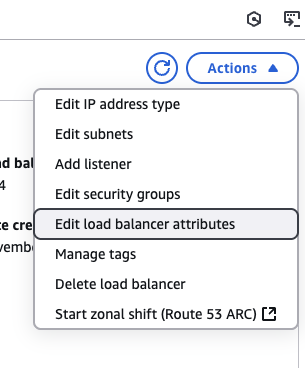 Actions
Edit IP address type
Edit subnets
Add listener
Edit security groups
Edit load balancer attributes
Manage tags
Delete load balancer
Start zonal shift (Route 53 ARC)